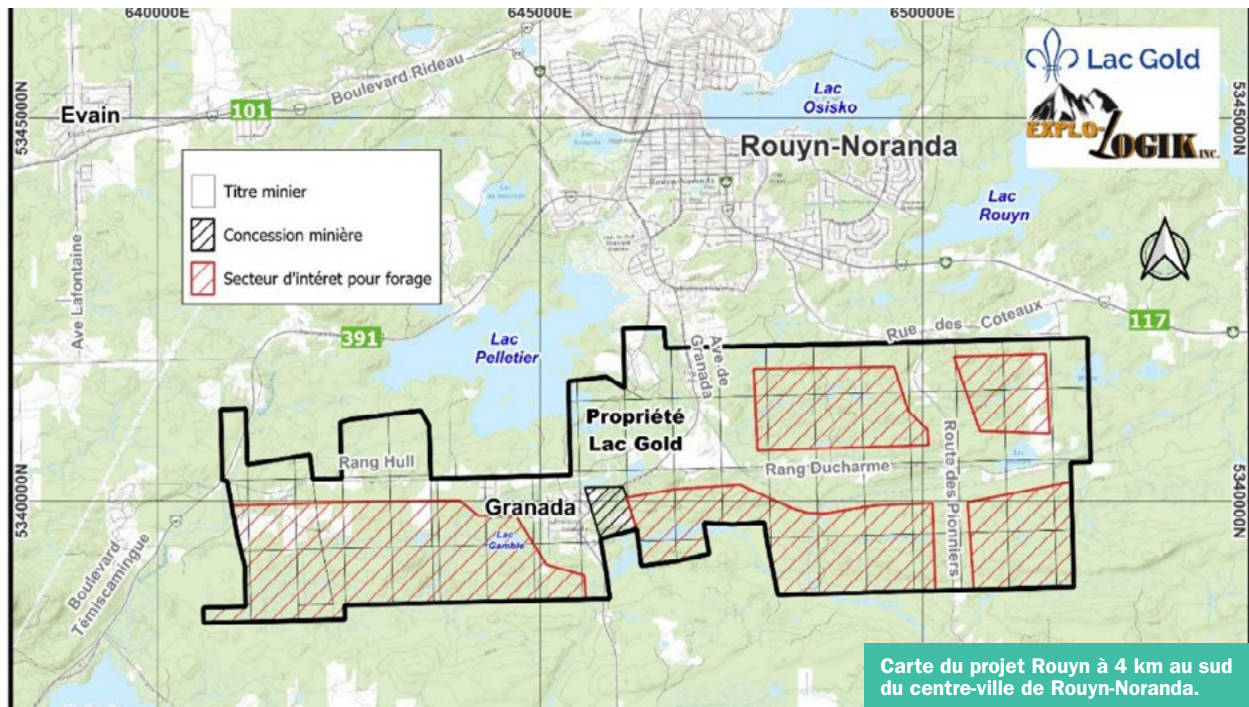 640000E
645000E
650000E
5345000N
5345000N
5340000N
5340000N
Lac Gold
EXPLO-LOGIK INC.
Evain
101
Boulevard Rideau
Lac
Osisko
Rouyn-Noranda
Rouyn-Noranda
Lac
Rouyn
Titre minier
Concession minière
Secteur d'intéret pour forage
Ave Lafontaine
391
Lac
Pelletier
Rue des Coteaux
117
Ave de
Granada
Propriété
Lac Gold
Rang Hull
Rang Ducharme
Route des Pionniers
Granada
Lac
Gamble
Boulevard
Témiscamingue
Carte du projet Rouyn à 4 km au sud
du centre-ville de Rouyn-Noranda.